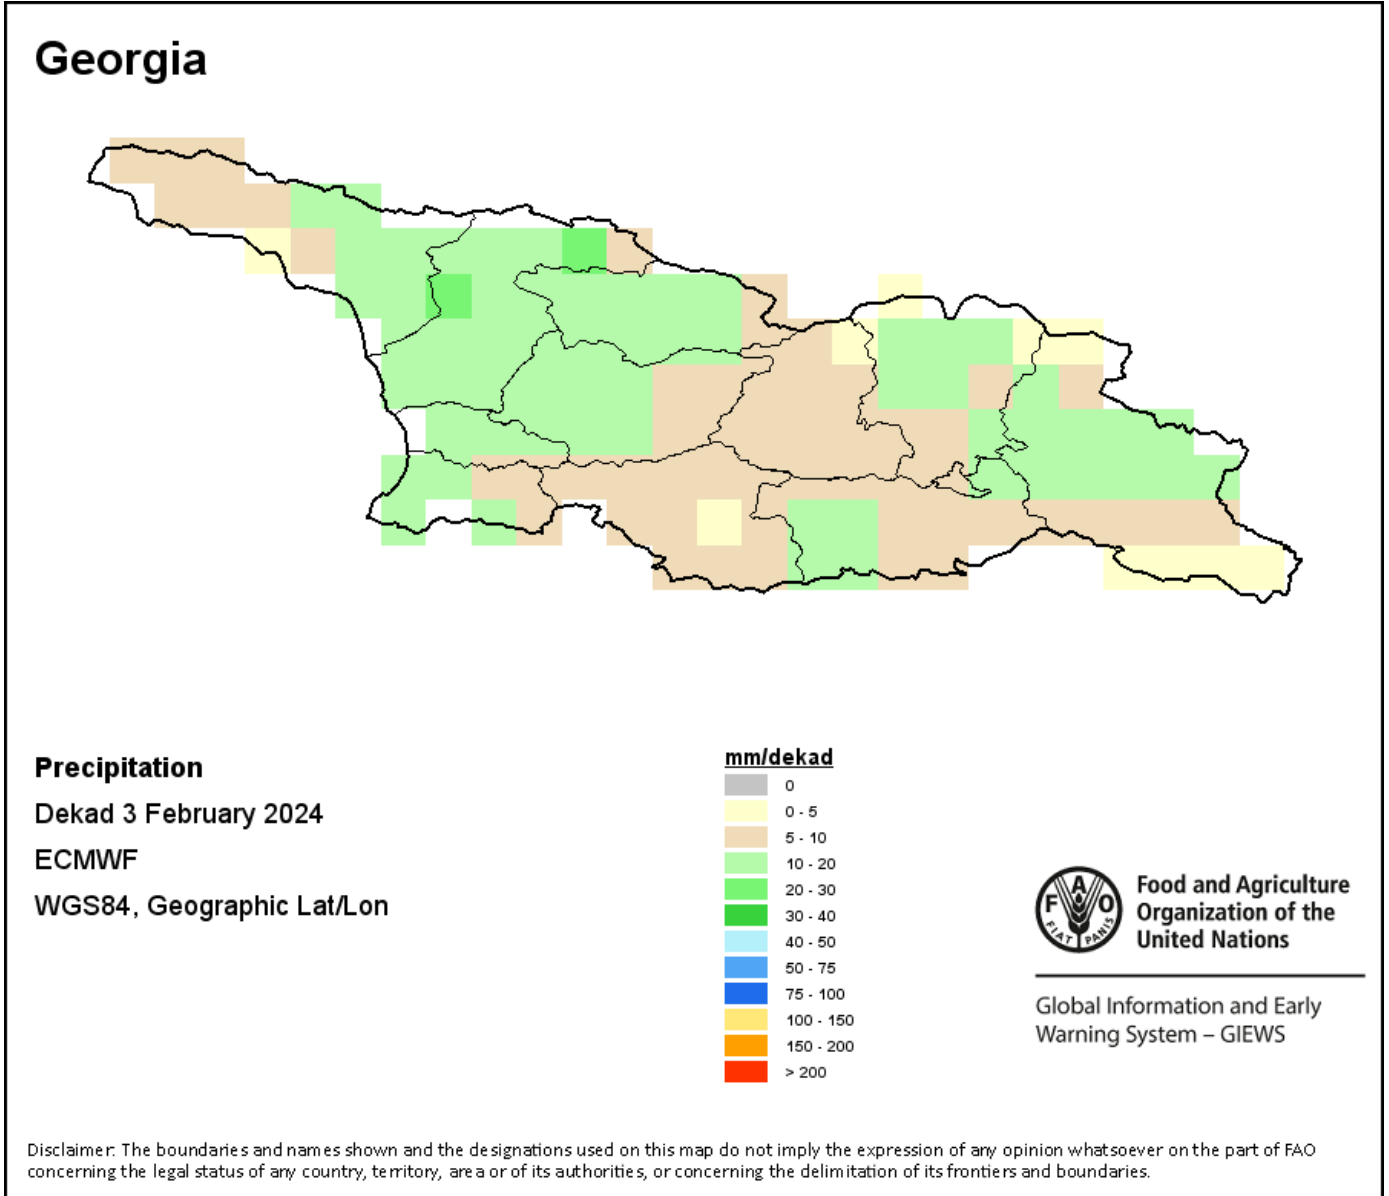 Georgia
Precipitation
Dekad 3 February 2024
ECMWF
WGS84, Geographic Lat/Lon
mm/dekad
0
0 - 5
5 - 10
10 - 20
20 - 30
30 - 40
40 - 50
50 - 75
75 - 100
100 - 150
150 - 200
> 200
F A O
FIAT PANIS
Food and Agriculture
Organization of the
United Nations
Global Information and Early
Warning System – GIEWS
Disclaimer: The boundaries and names shown and the designations used on this map do not imply the expression of any opinion whatsoever on the part of FAO
concerning the legal status of any country, territory, area or of its authorities, or concerning the delimitation of its frontiers and boundaries.